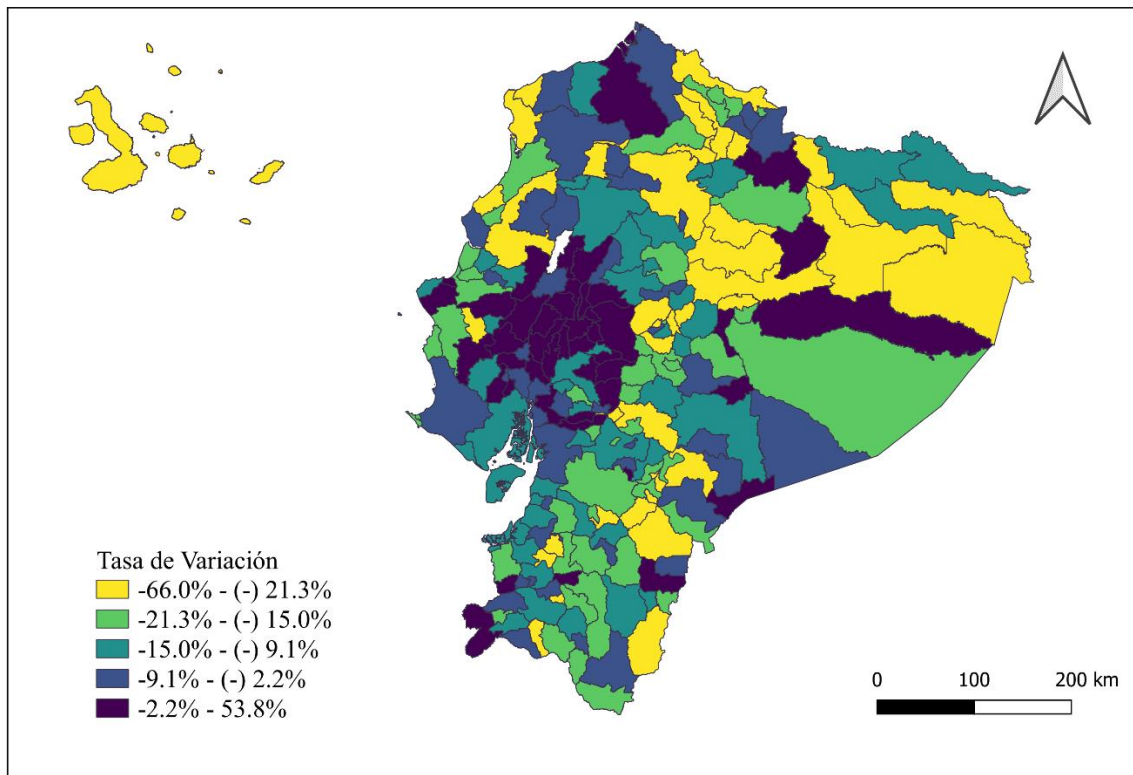 Tasa de Variación
-66.0% - (-) 21.3%
-21.3% - (-) 15.0%
-15.0% - (-) 9.1%
-9.1% - (-) 2.2%
-2.2% - 53.8%
0 100 200 km